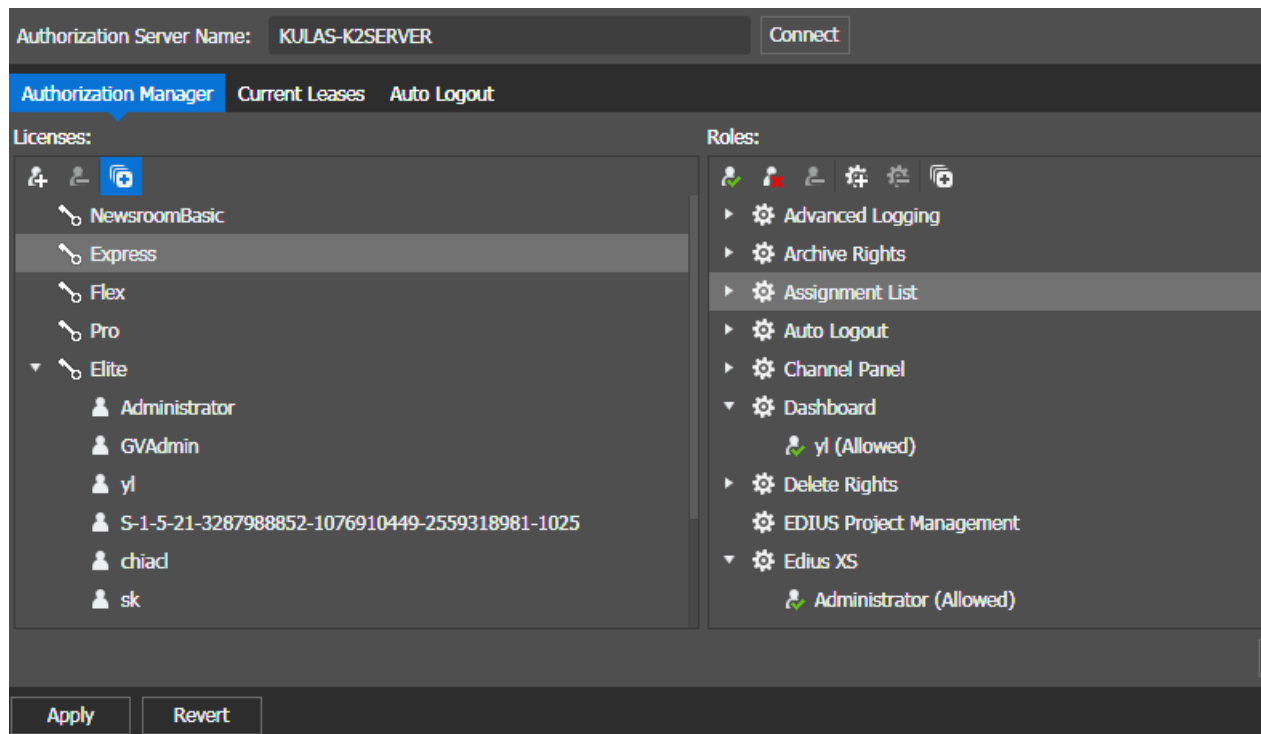 Authorization Server Name: KULAS-K2SERVER Connect
Authorization Manager Current Leases Auto Logout
Licenses:
NewsroomBasic
Express
Flex
Pro
Elite
Administrator
GVAdmin
yl
S-1-5-21-3287988852-1076910449-2559318981-1025
chiacl
sk
Roles:
Advanced Logging
Archive Rights
Assignment List
Auto Logout
Channel Panel
Dashboard
yl (Allowed)
Delete Rights
EDIUS Project Management
Edius XS
Administrator (Allowed)
Apply Revert